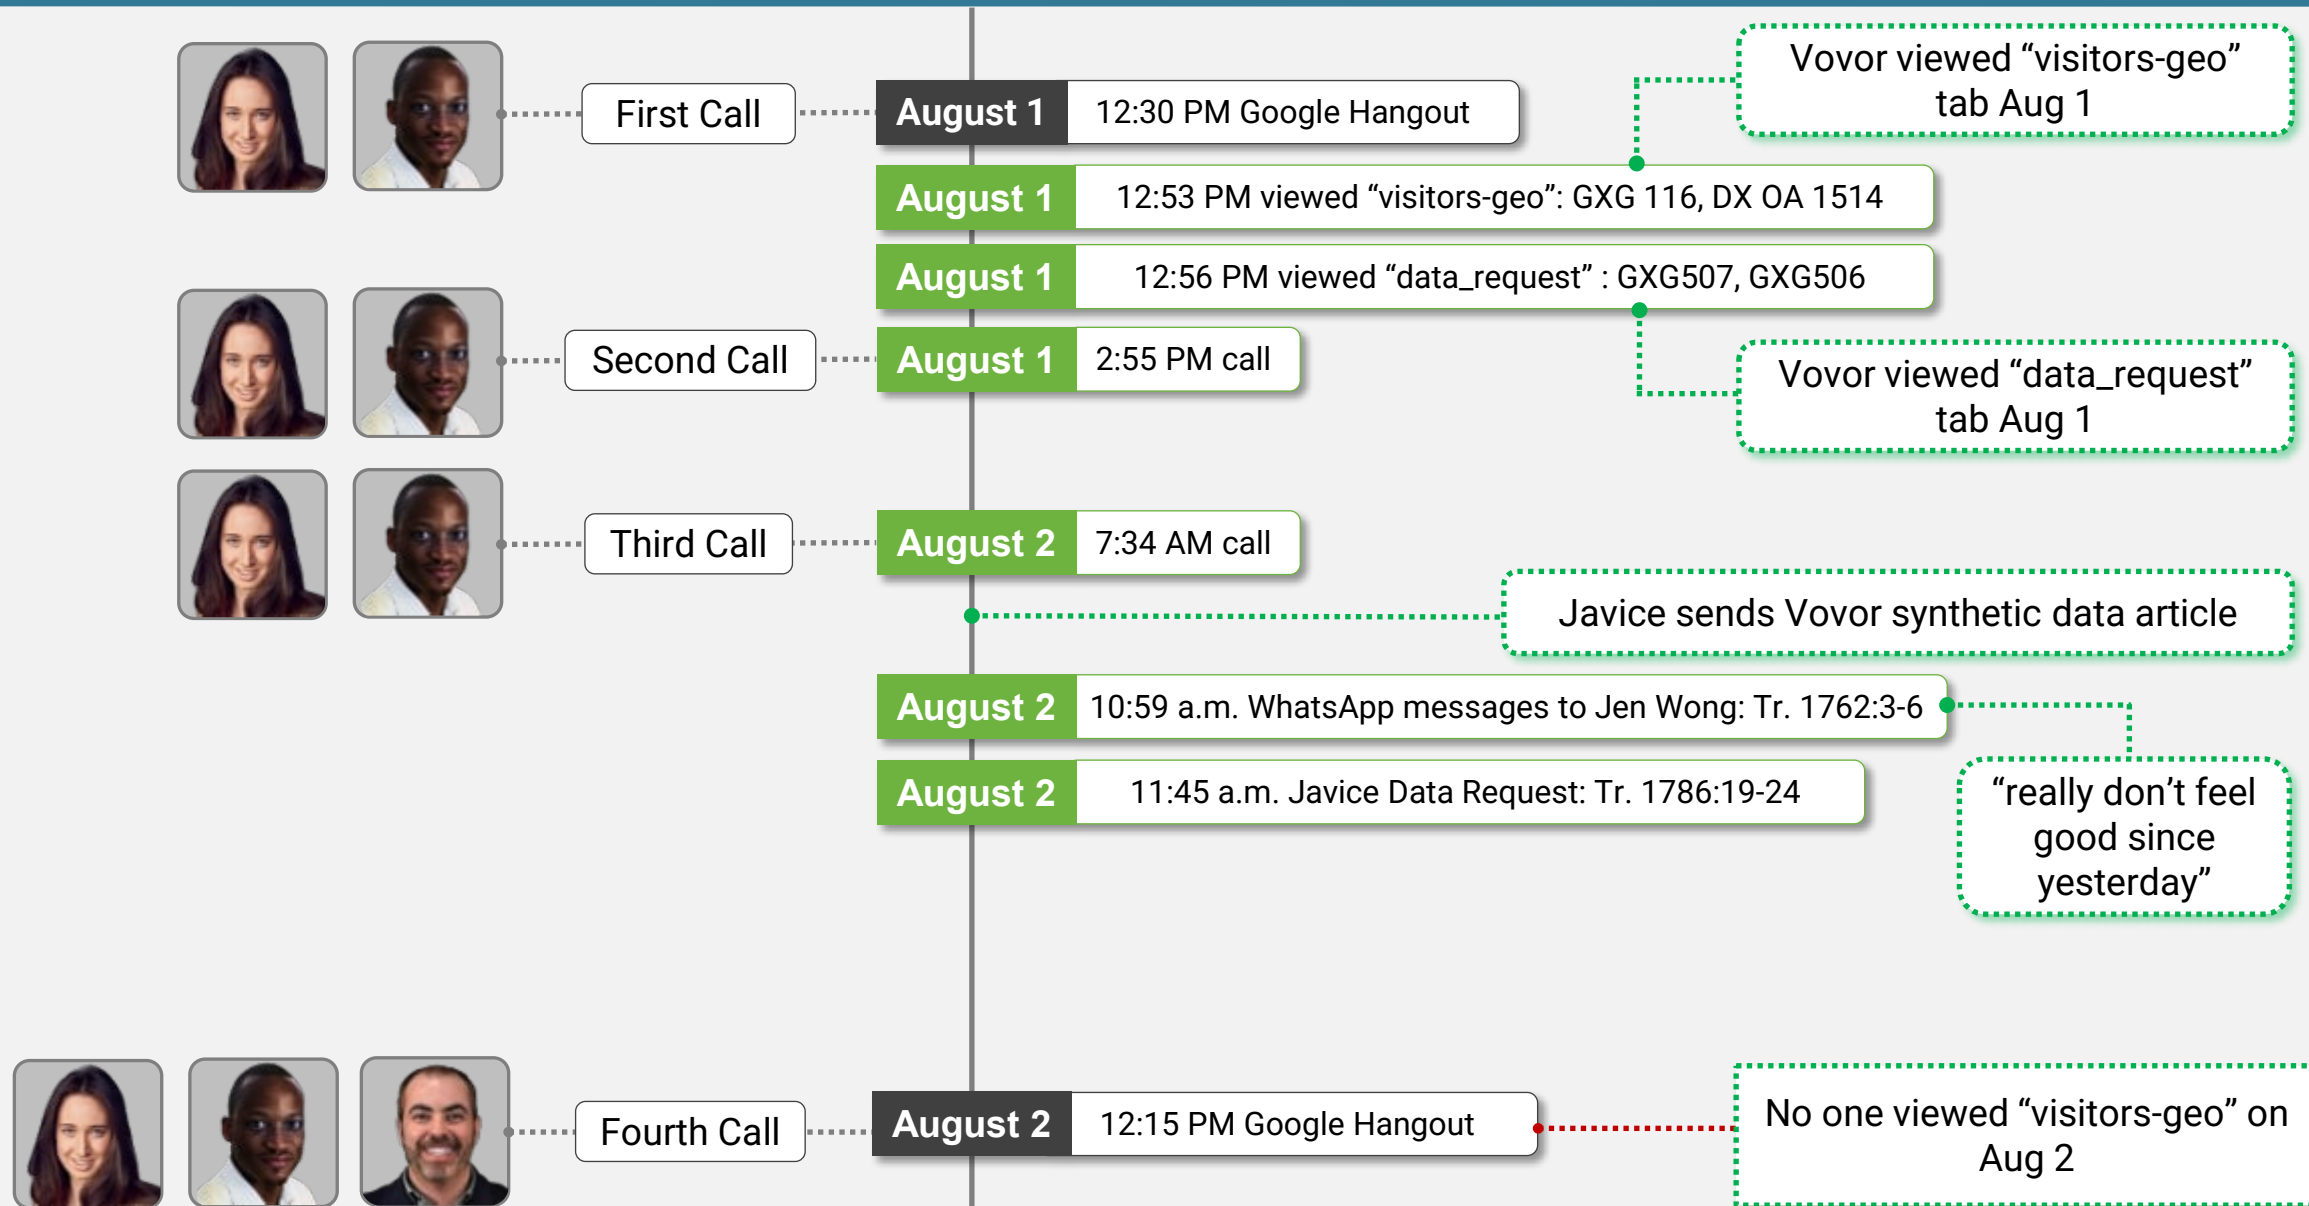 Vovor viewed “visitors-geo”
tab Aug 1
First Call
August 1
12:30 PM Google Hangout
August 1
12:53 PM viewed “visitors-geo”: GXG 116, DX OA 1514
August 1
12:56 PM viewed “data_request” : GXG507, GXG506
Second Call
August 1
2:55 PM call
Vovor viewed “data_request”
tab Aug 1
Third Call
August 2
7:34 AM call
Javice sends Vovor synthetic data article
August 2
10:59 a.m. WhatsApp messages to Jen Wong: Tr. 1762:3-6
August 2
11:45 a.m. Javice Data Request: Tr. 1786:19-24
“really don’t feel
good since
yesterday”
Fourth Call
August 2
12:15 PM Google Hangout
No one viewed “visitors-geo” on
Aug 2